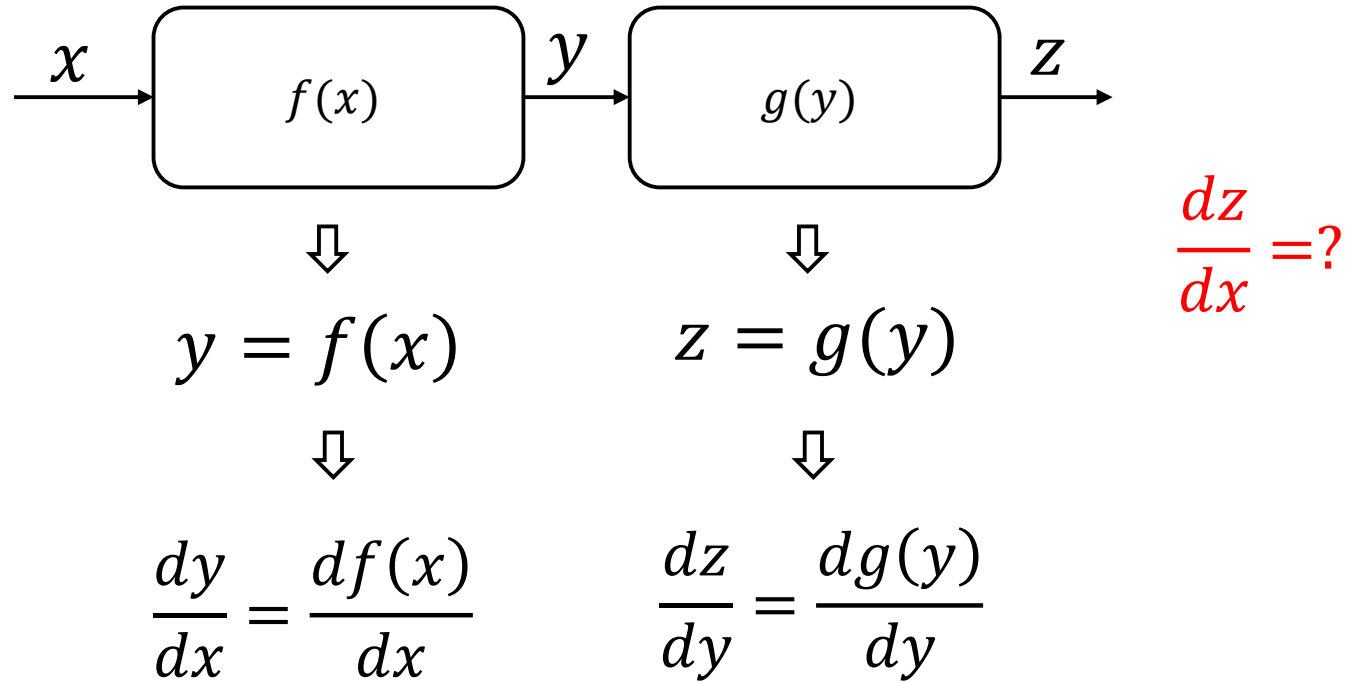 x y z
f(x) g(y)
dz/dx =?
y = f(x) z = g(y)
dy/dx = df(x)/dx dz/dy = dg(y)/dy